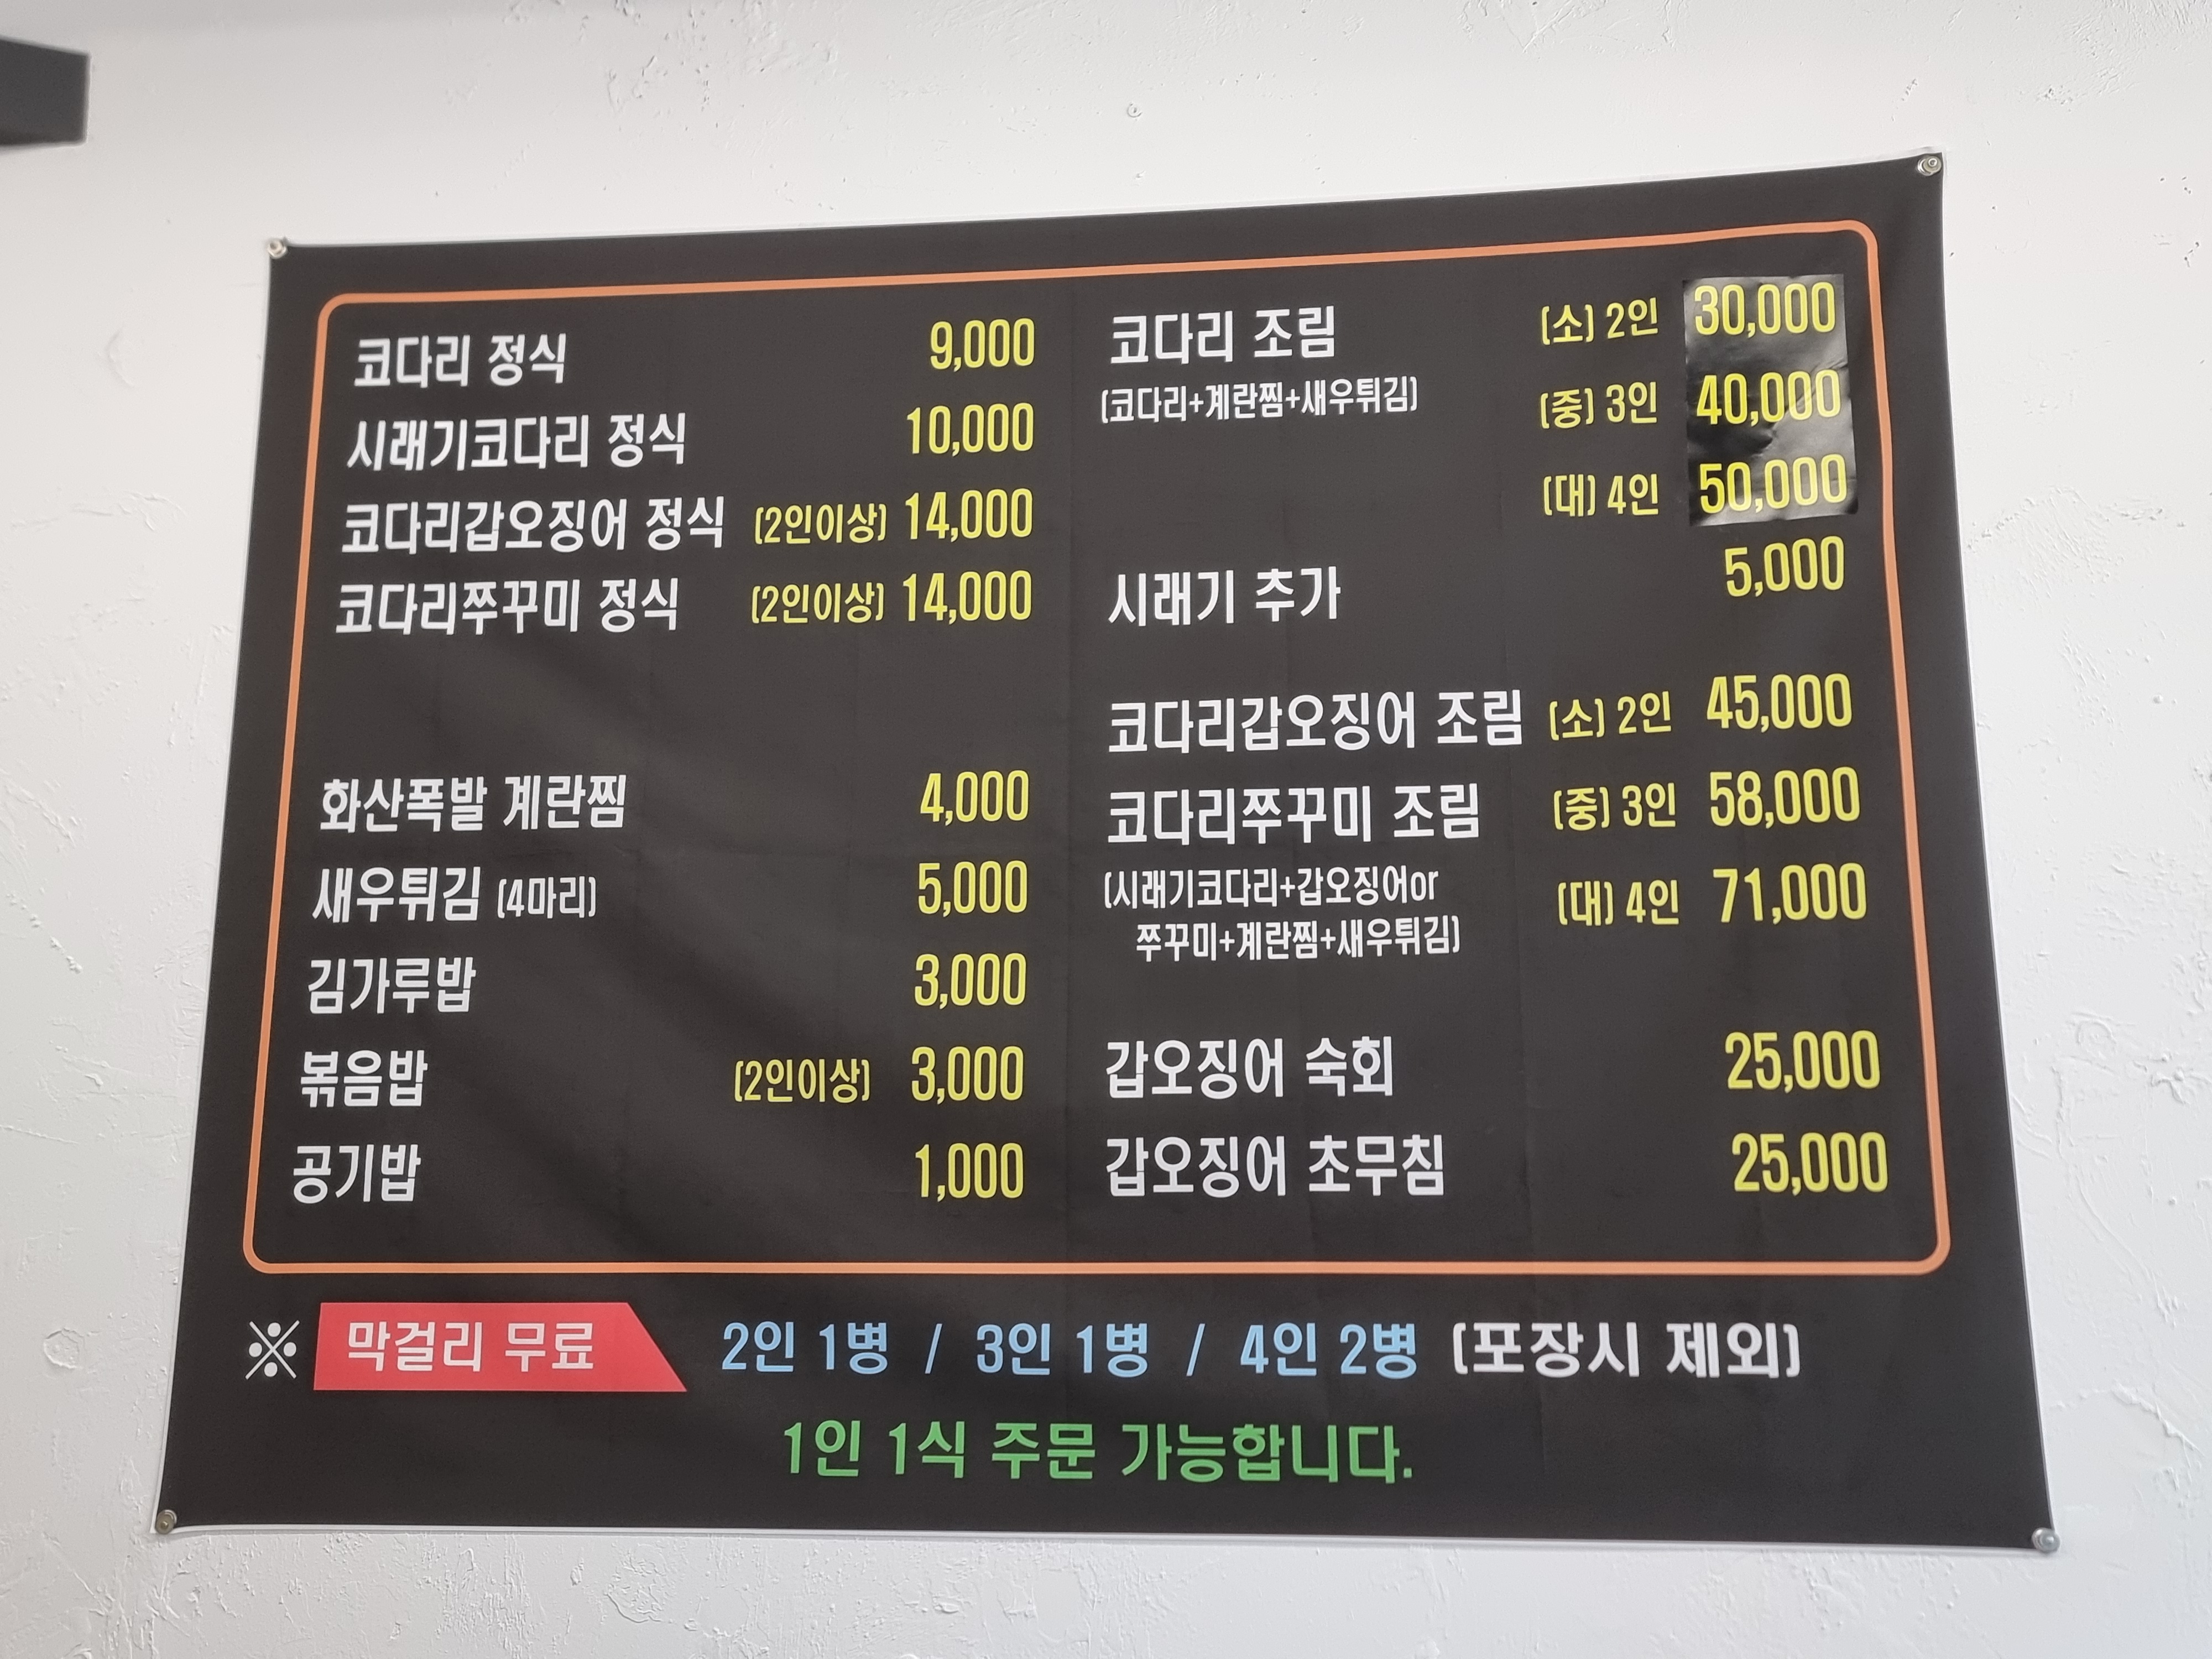 코다리 정식 9,000
시래기코다리 정식 10,000
코다리갑오징어 정식 (2인이상) 14,000
코다리쭈꾸미 정식 (2인이상) 14,000
화산폭발 계란찜 4,000
새우튀김 (4마리) 5,000
김가루밥 3,000
볶음밥 (2인이상) 3,000
공기밥 1,000
코다리 조림 (소) 2인 30,000
(코다리+계란찜+새우튀김) (중) 3인 40,000
(대) 4인 50,000
시래기 추가 5,000
코다리갑오징어 조림 (소) 2인 45,000
코다리쭈꾸미 조림 (중) 3인 58,000
(시래기코다리+갑오징어or (대) 4인 71,000
쭈꾸미+계란찜+새우튀김)
갑오징어 숙회 25,000
갑오징어 초무침 25,000
※ 막걸리 무료 2인 1병 / 3인 1병 / 4인 2병 (포장시 제외)
1인 1식 주문 가능합니다.